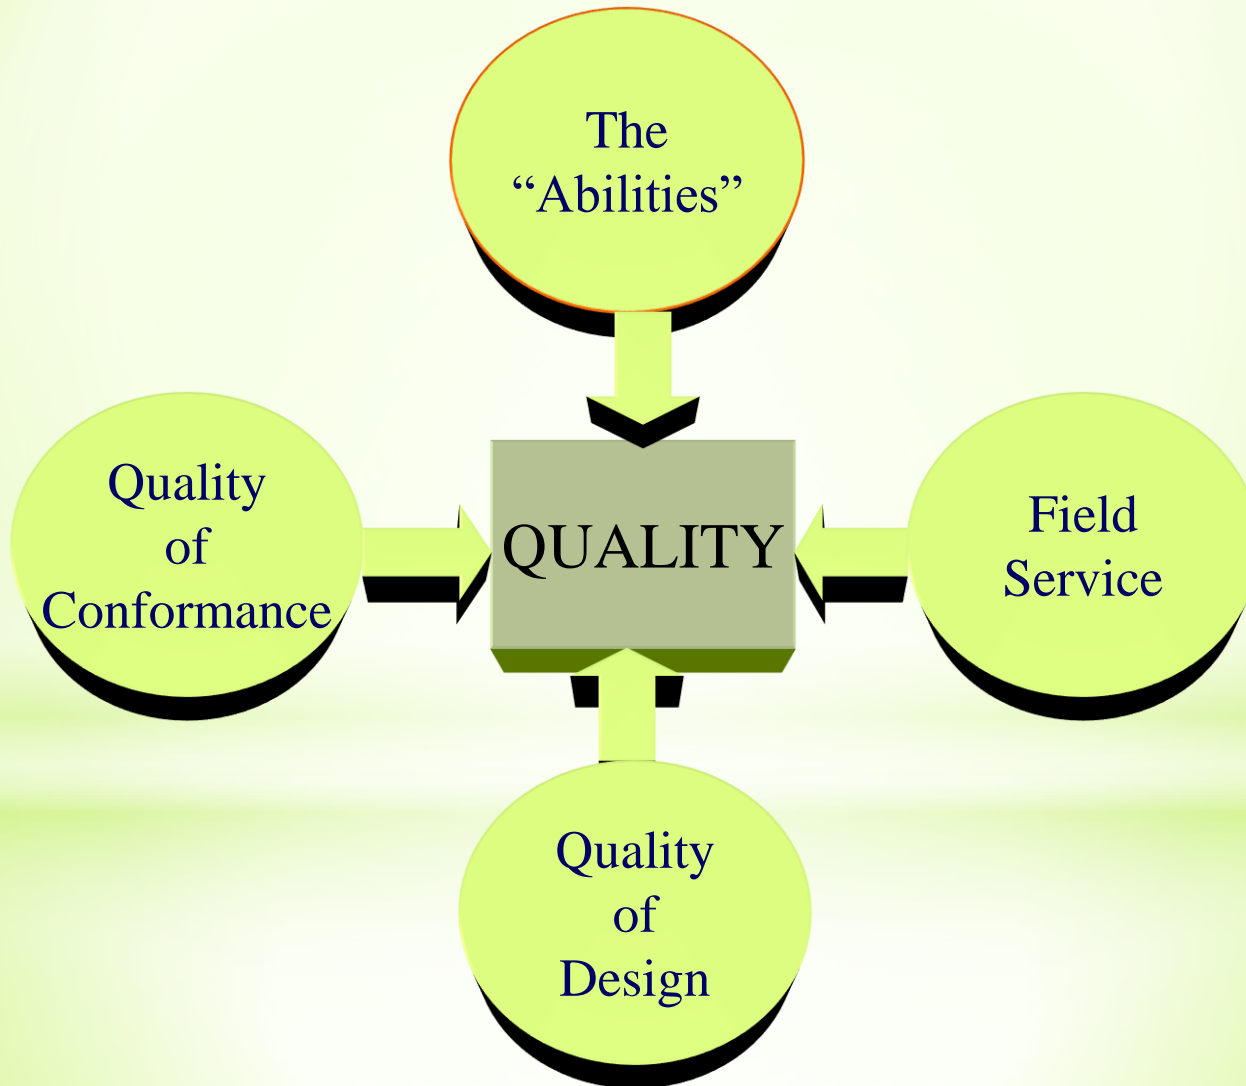 The
“Abilities”
Quality
of
Conformance
QUALITY
Field
Service
Quality
of
Design